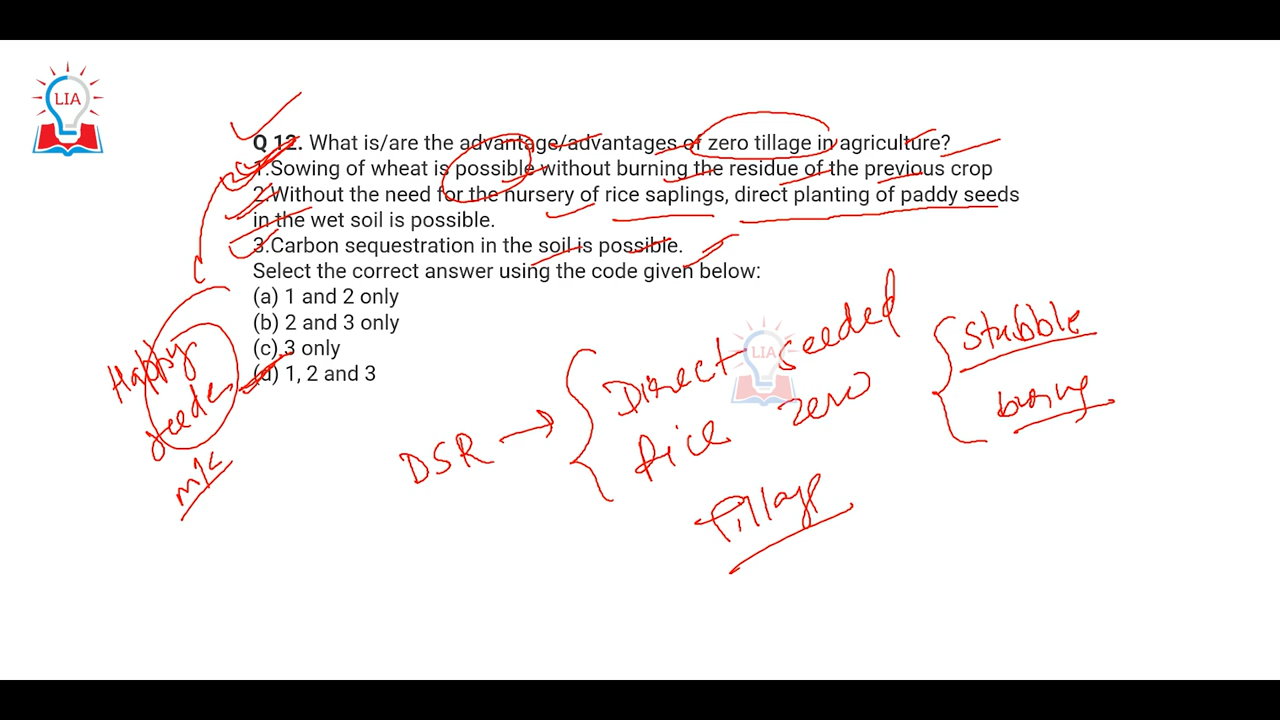 LIA
Q 12. What is/are the advantage/advantages of zero tillage in agriculture?
1.Sowing of wheat is possible without burning the residue of the previous crop
2.Without the need for the nursery of rice saplings, direct planting of paddy seeds
in the wet soil is possible.
3.Carbon sequestration in the soil is possible.
Select the correct answer using the code given below:
(a) 1 and 2 only
(b) 2 and 3 only
(c) 3 only
(d) 1, 2 and 3
Happy
seeder
m/c
DSR → Direct seeded
Rice zero
Tillage
Stubble
LIA